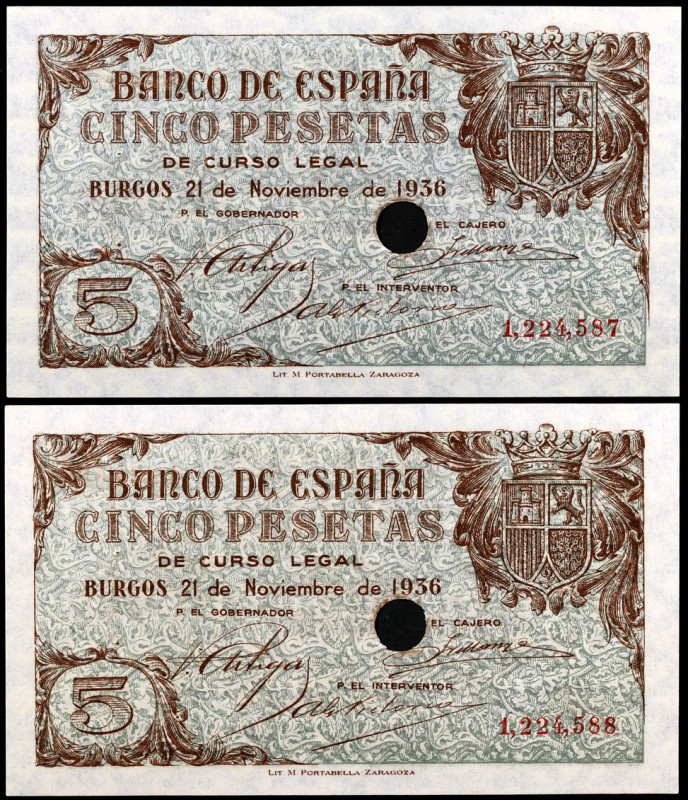 BANCO DE ESPAÑA
CINCO PESETAS
DE CURSO LEGAL
BURGOS 21 de Noviembre de 1936
P. EL GOBERNADOR
EL CAJERO
P. EL INTERVENTOR
5
1,224,587
LIT. M. PORTABELLA ZARAGOZA
BANCO DE ESPAÑA
CINCO PESETAS
DE CURSO LEGAL
BURGOS 21 de Noviembre de 1936
P. EL GOBERNADOR
EL CAJERO
P. EL INTERVENTOR
5
1,224,588
LIT. M. PORTABELLA ZARAGOZA